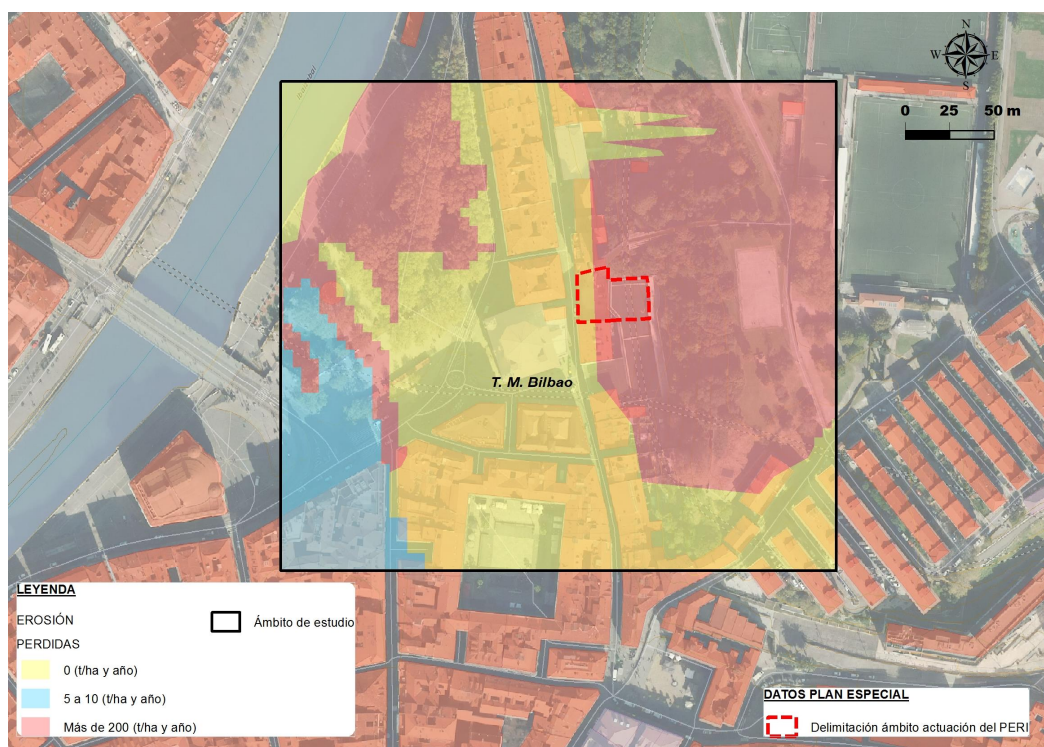 N
W E
S
0 25 50 m
T. M. Bilbao
LEYENDA
EROSIÓN
PERDIDAS
0 (t/ha y año)
5 a 10 (t/ha y año)
Más de 200 (t/ha y año)
Ámbito de estudio
DATOS PLAN ESPECIAL
Delimitación ámbito actuación del PERI